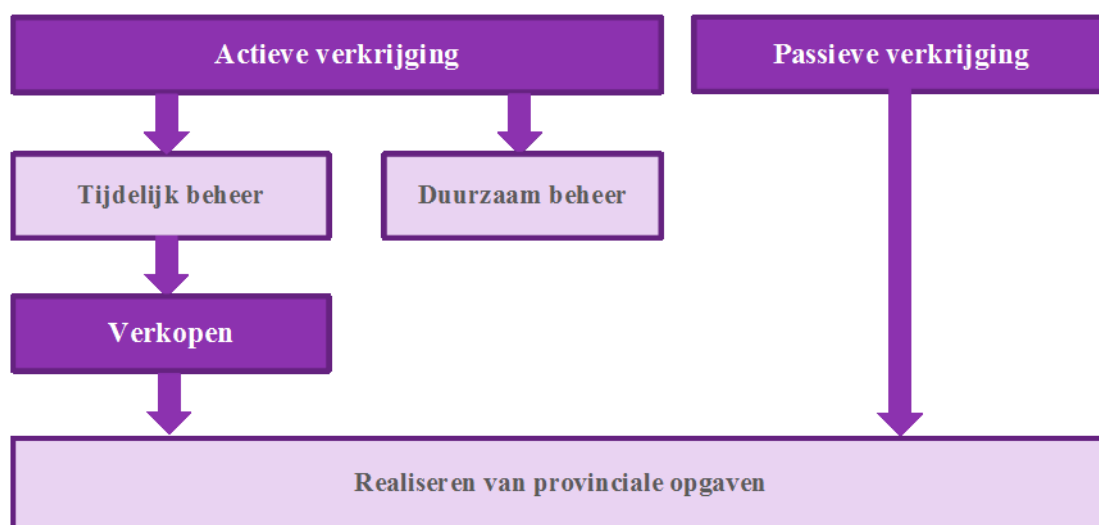 Actieve verkrijging
Passieve verkrijging
Tijdelijk beheer
Duurzaam beheer
Verkopen
Realiseren van provinciale opgaven